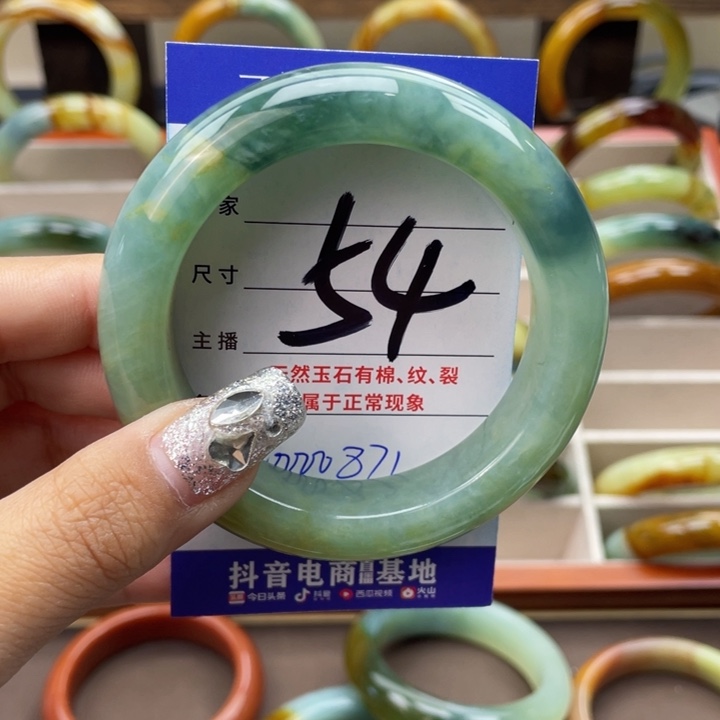 家
尺寸
54
主播
然玉石有棉、纹、裂
属于正常现象
871
抖音电商直播基地
今日头条 抖音 西瓜视频 火山